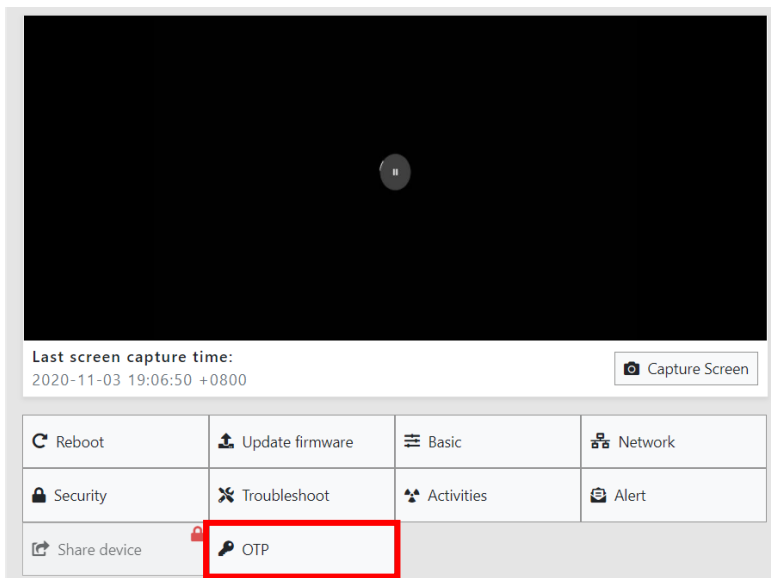 Last screen capture time:
2020-11-03 19:06:50 +0800
Capture Screen
Reboot
Update firmware
Basic
Network
Security
Troubleshoot
Activities
Alert
Share device
OTP